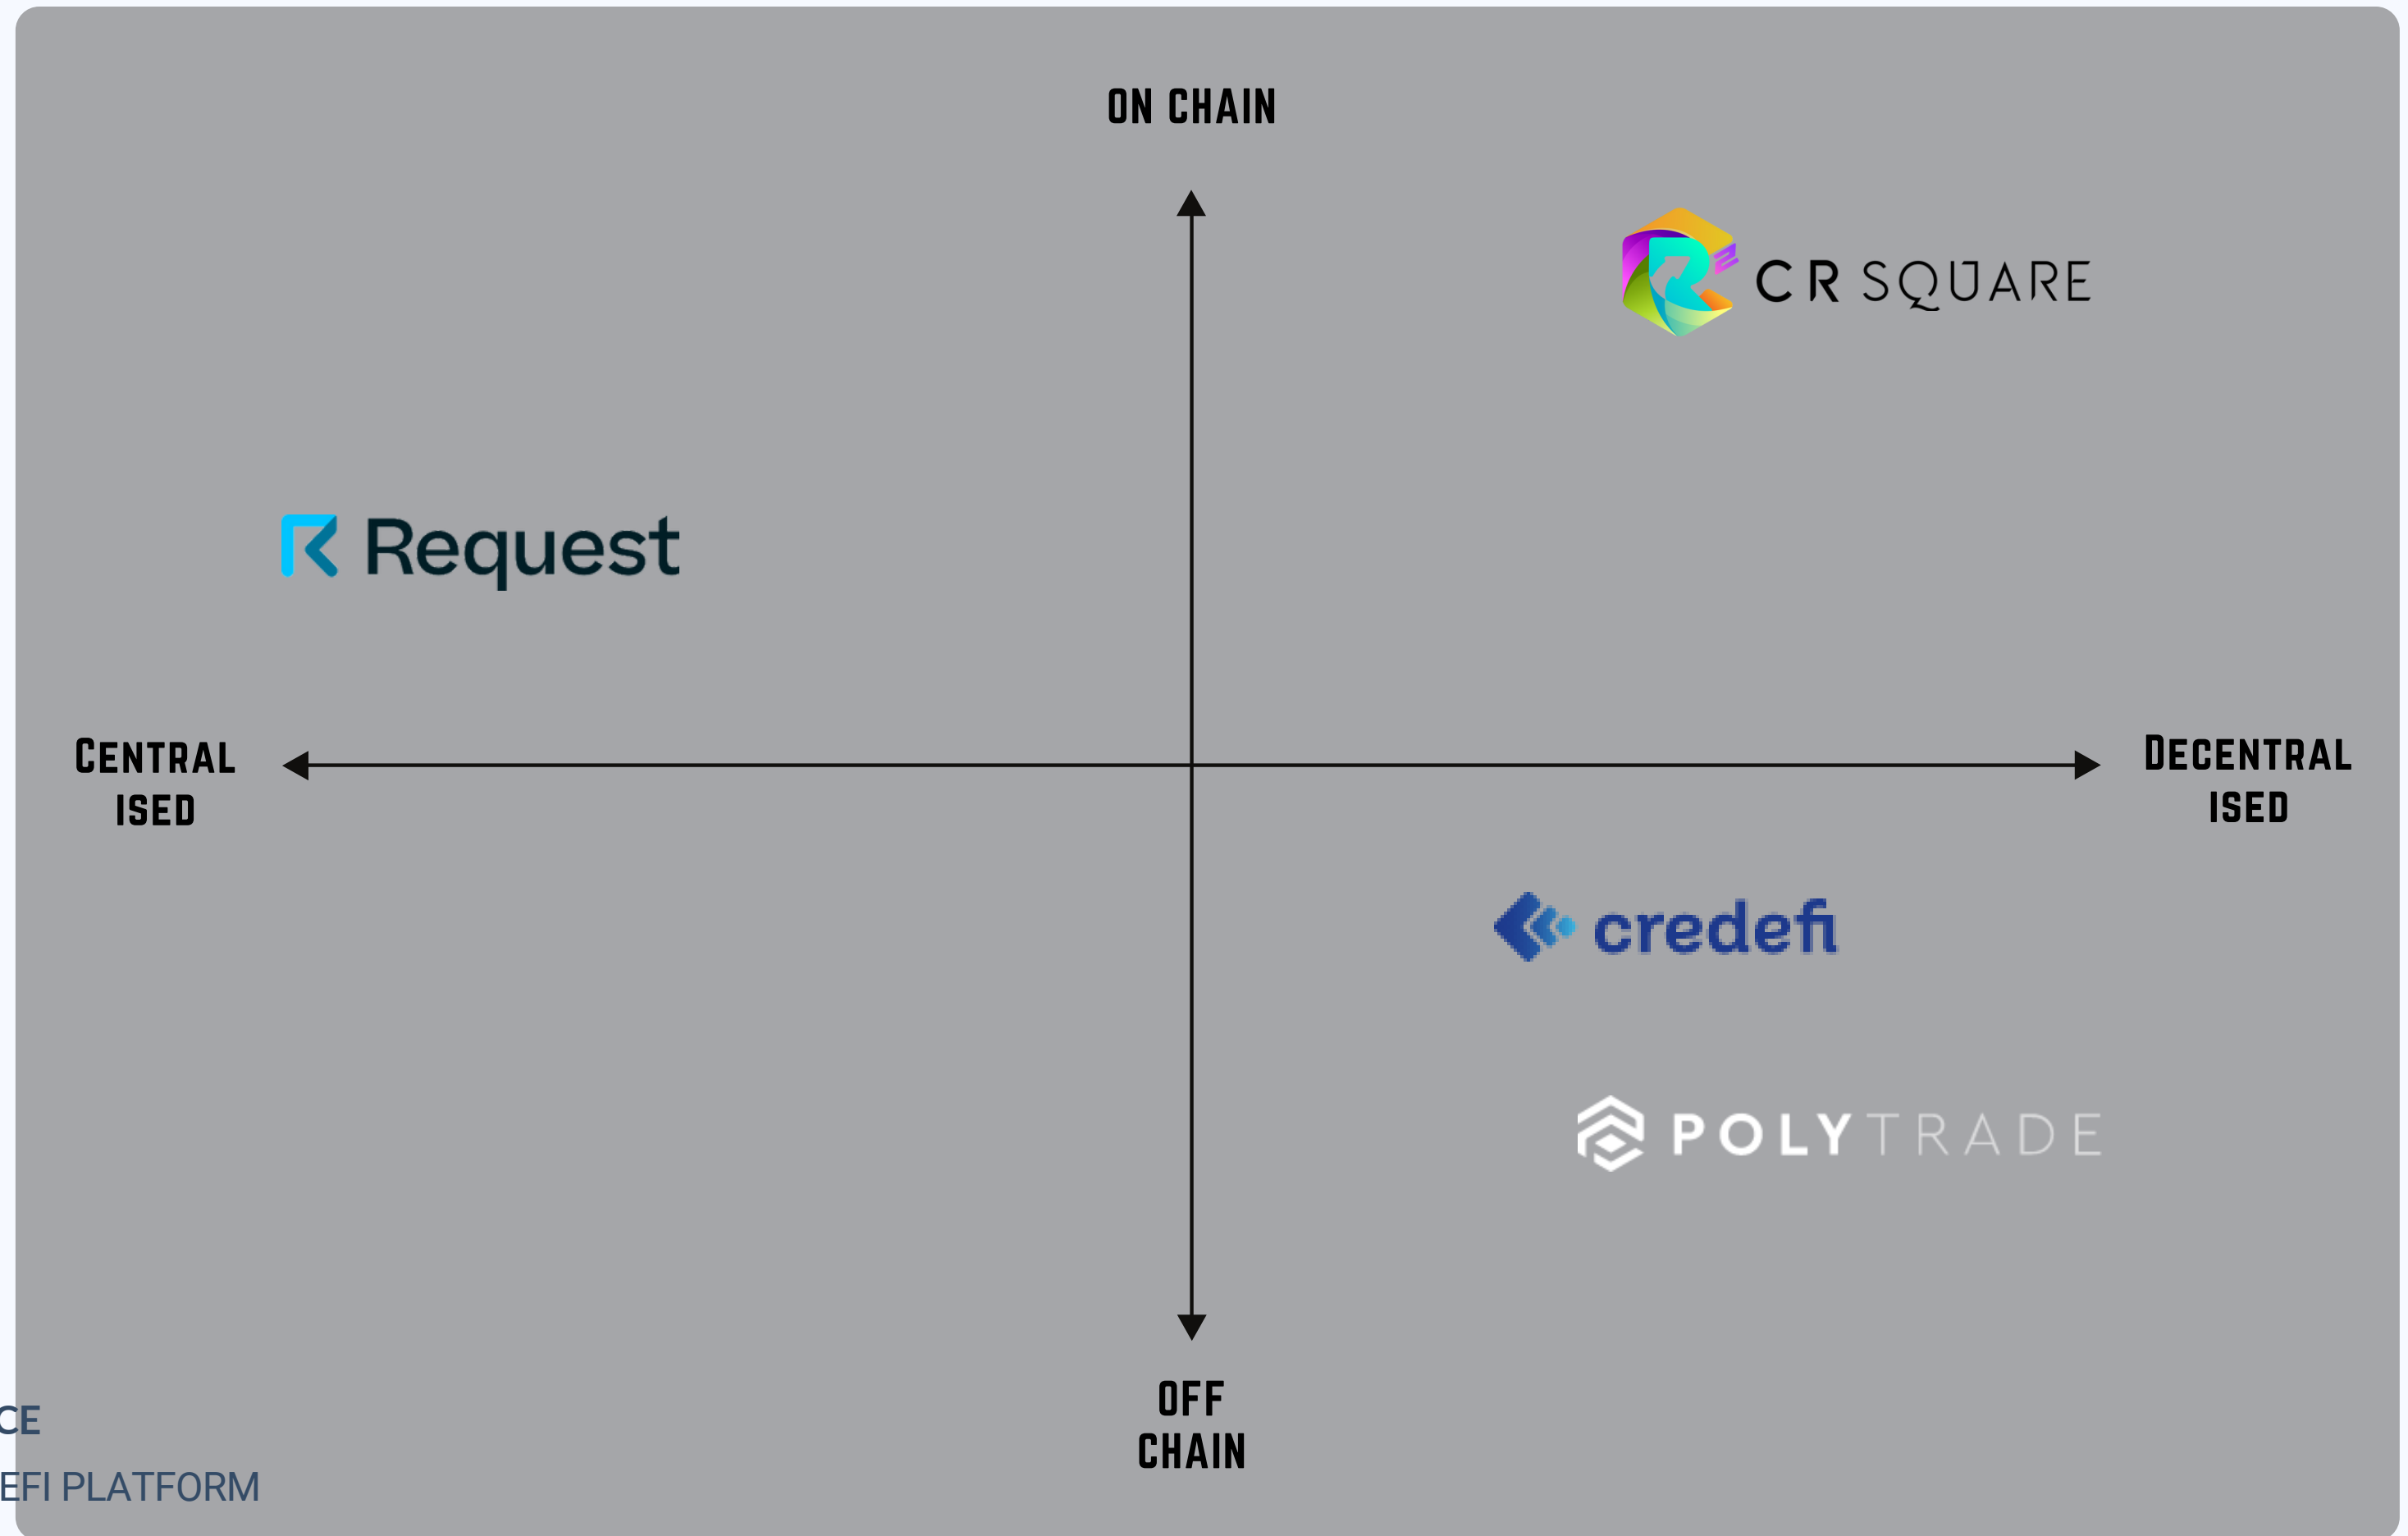 ON CHAIN
CR SQUARE
Request
CENTRAL
ISED
DECENTRAL
ISED
credefi
POLYTRADE
OFF
CHAIN
CE
EFI PLATFORM